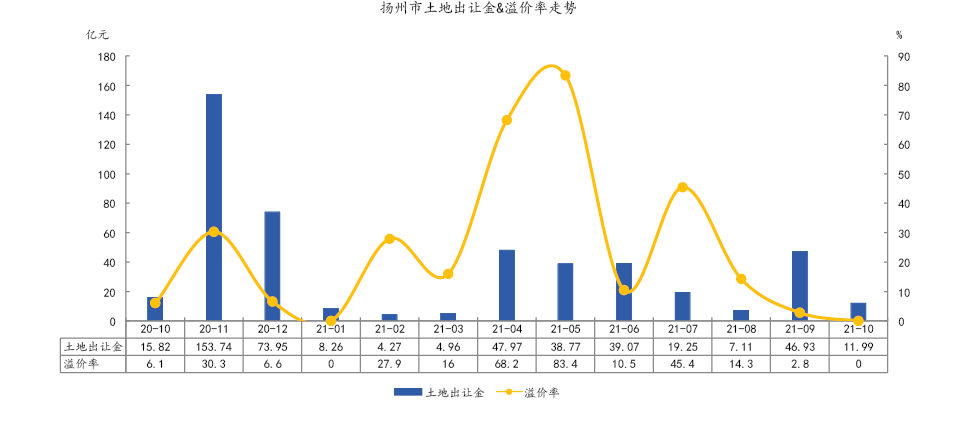 扬州市土地出让金&溢价率走势
亿元 %
180 90
160 80
140 70
120 60
100 50
80 40
60 30
40 20
20 10
0 0
20-10 20-11 20-12 21-01 21-02 21-03 21-04 21-05 21-06 21-07 21-08 21-09 21-10
土地出让金 15.82 153.74 73.95 8.26 4.27 4.96 47.97 38.77 39.07 19.25 7.11 46.93 11.99
溢价率 6.1 30.3 6.6 0 27.9 16 68.2 83.4 10.5 45.4 14.3 2.8 0
土地出让金 溢价率